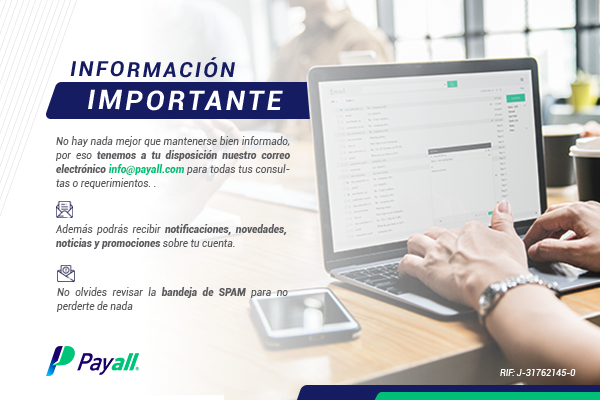 INFORMACIÓN
IMPORTANTE
No hay nada mejor que mantenerse bien informado,
por eso tenemos a tu disposición nuestro correo
electrónico info@payall.com para todas tus consul-
tas o requerimientos. .
Además podrás recibir notificaciones, novedades,
noticias y promociones sobre tu cuenta.
No olvides revisar la bandeja de SPAM para no
perderte de nada
Payall
RIF: J-31762145-0